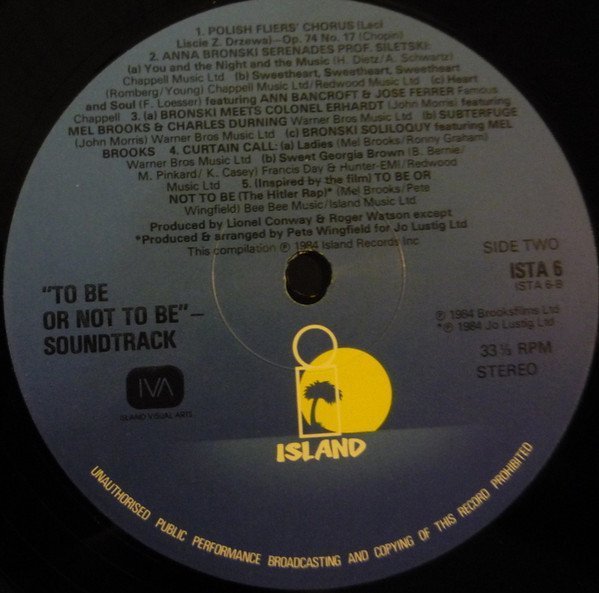 1. POLISH FLIERS' CHORUS (Laci
Liscie Z. Drzewa)—Op. 74 No. 17 (Chopin)
2. ANNA BRONSKI SERENADES PROF. SILETSKI:
(a) You and the Night and the Music (H. Dietz/A. Schwartz)
Chappell Music Ltd (b) Sweetheart, Sweetheart, Sweetheart
(Romberg/Young) Chappell Music Ltd/Redwood Music Ltd (c) Heart
and Soul (F. Loesser) featuring ANN BANCROFT & JOSE FERRER Famous
Chappell 3. (a) BRONSKI MEETS COLONEL ERHARDT (John Morris) featuring
MEL BROOKS & CHARLES DURNING Warner Bros Music Ltd (b) SUBTERFUGE
(John Morris) Warner Bros Music Ltd (c) BRONSKI SOLILOQUY featuring MEL
BROOKS 4. CURTAIN CALL: (a) Ladies (Mel Brooks/Ronny Graham)
Warner Bros Music Ltd (b) Sweet Georgia Brown (B. Bernie/
M. Pinkard/K. Casey) Francis Day & Hunter-EMI/Redwood
Music Ltd 5. (Inspired by the film) TO BE OR
NOT TO BE (The Hitler Rap)* (Mel Brooks/Pete
Wingfield) Bee Bee Music/Island Music Ltd
Produced by Lionel Conway & Roger Watson except
*Produced & arranged by Pete Wingfield for Jo Lustig Ltd
This compilation ℗ 1984 Island Records Inc
SIDE TWO
ISTA 6
ISTA 6-B
"TO BE
OR NOT TO BE"—
SOUNDTRACK
℗ 1984 Brooksfilms Ltd
*℗ 1984 Jo Lustig Ltd
33⅓ RPM
STEREO
IVA
ISLAND VISUAL ARTS
ISLAND
UNAUTHORISED PUBLIC PERFORMANCE BROADCASTING AND COPYING OF THIS RECORD PROHIBITED